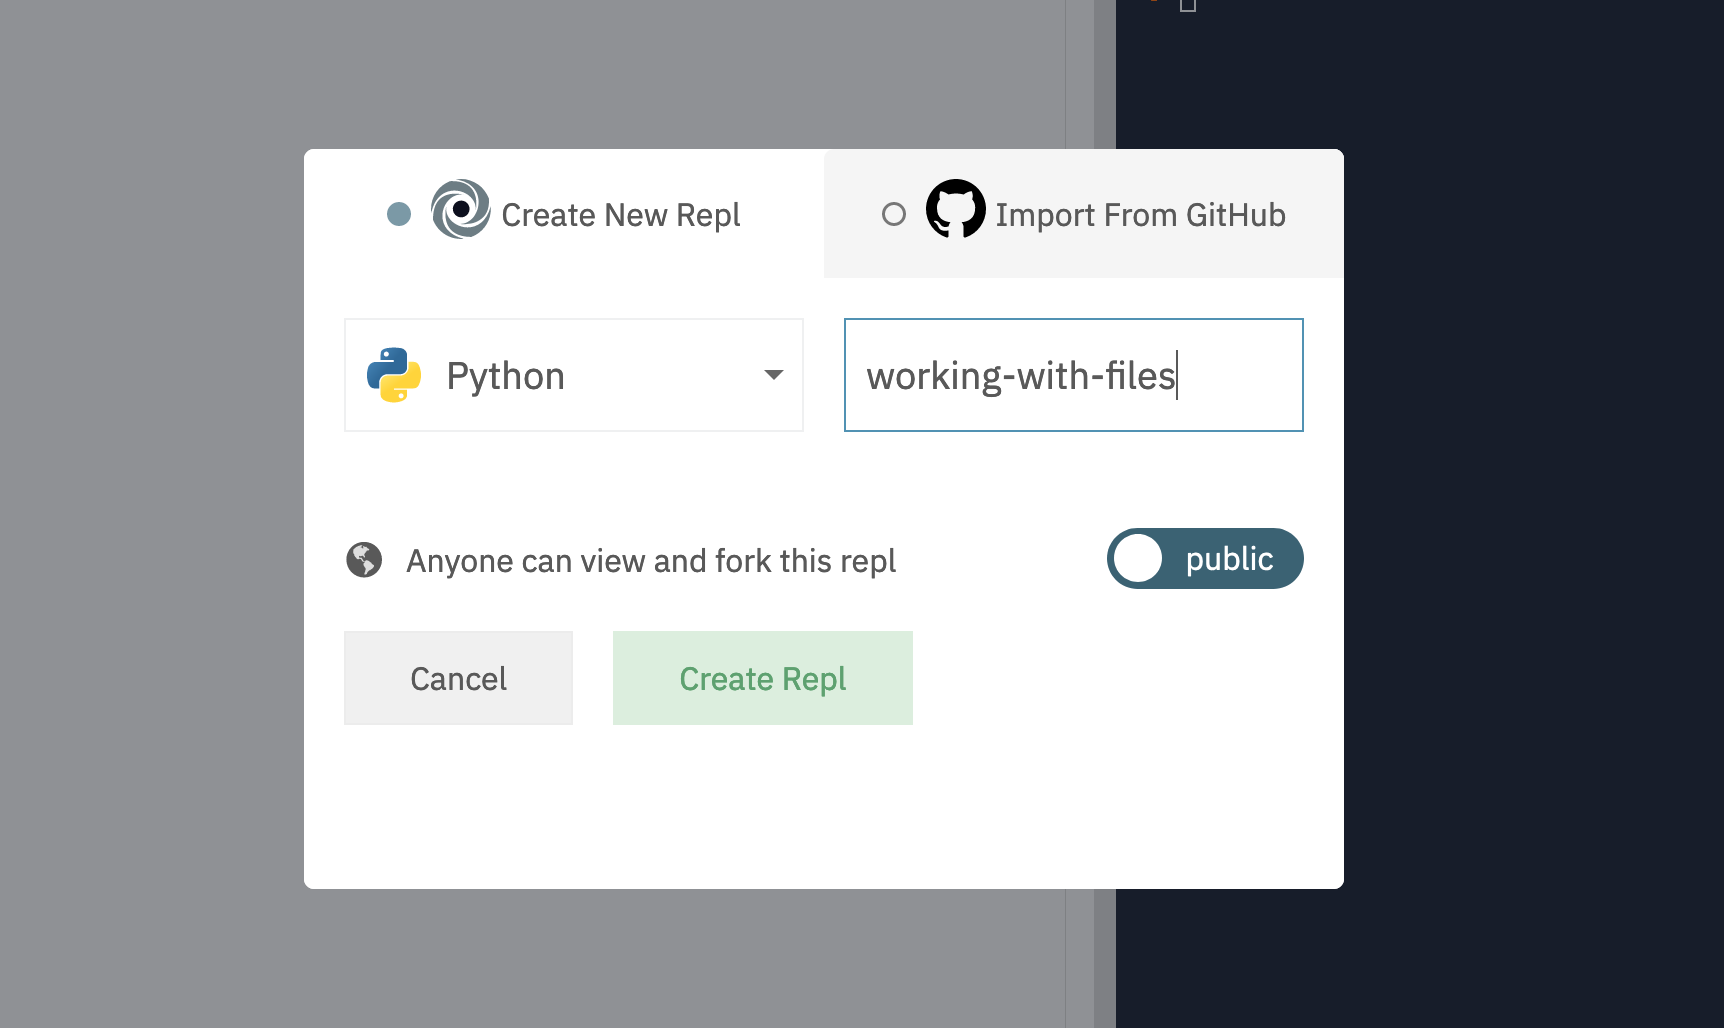 Create New Repl
Import From GitHub
Python
working-with-files
Anyone can view and fork this repl
public
Cancel
Create Repl